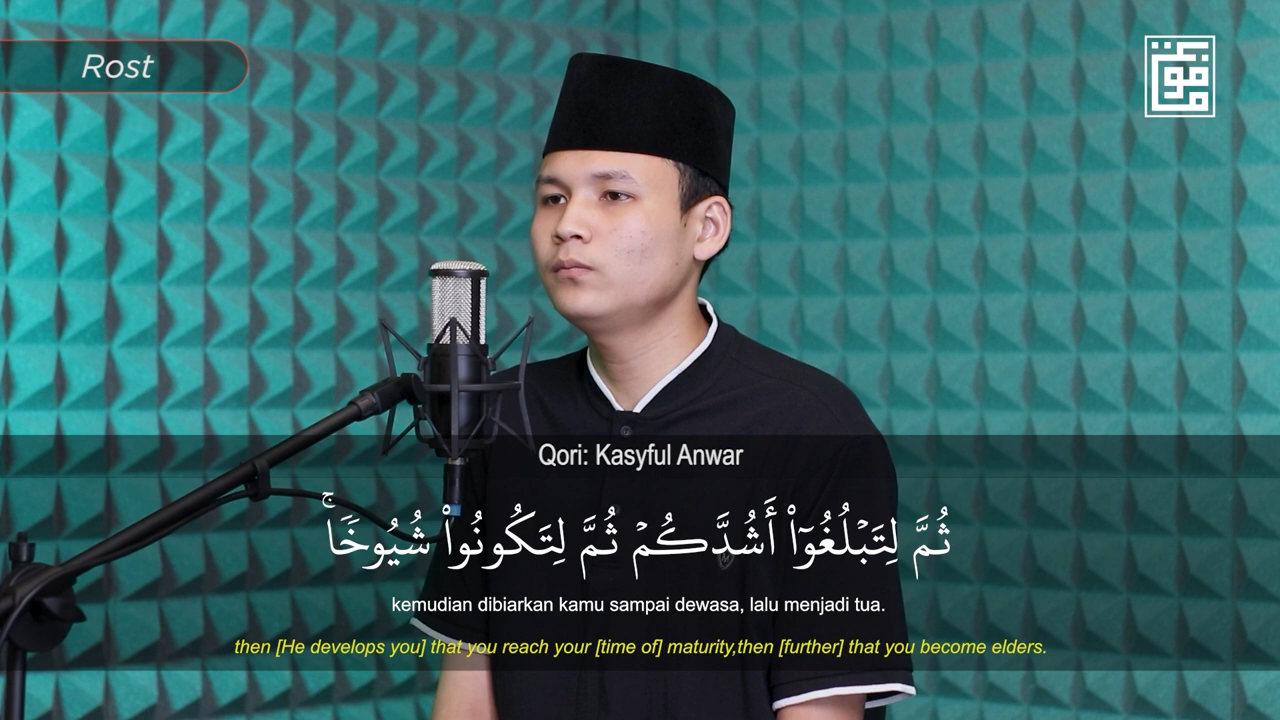 Rost
Qori: Kasyful Anwar
ثُمَّ لِتَبْلُغُوٓا۟ أَشُدَّكُمْ ثُمَّ لِتَكُونُوا۟ شُيُوخًاۚ
kemudian dibiarkan kamu sampai dewasa, lalu menjadi tua.
then [He develops you] that you reach your [time of] maturity,then [further] that you become elders.